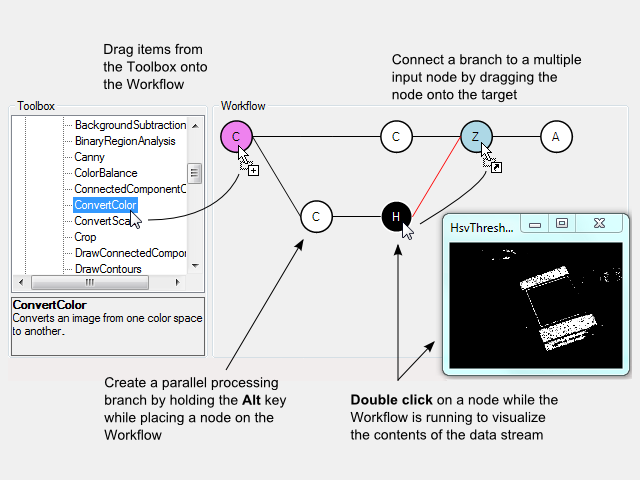 Drag items from
the Toolbox onto
the Workflow
Connect a branch to a multiple
input node by dragging the
node onto the target
Toolbox
BackgroundSubtraction
BinaryRegionAnalysis
Canny
ColorBalance
ConnectedComponentC
ConvertColor
ConvertSca
Crop
DrawConnectedCompo
DrawContours
ConvertColor
Converts an image from one color space
to another.
Workflow
C
C
Z
A
C
H
HsvThresh...
Create a parallel processing
branch by holding the Alt key
while placing a node on the
Workflow
Double click on a node while the
Workflow is running to visualize
the contents of the data stream